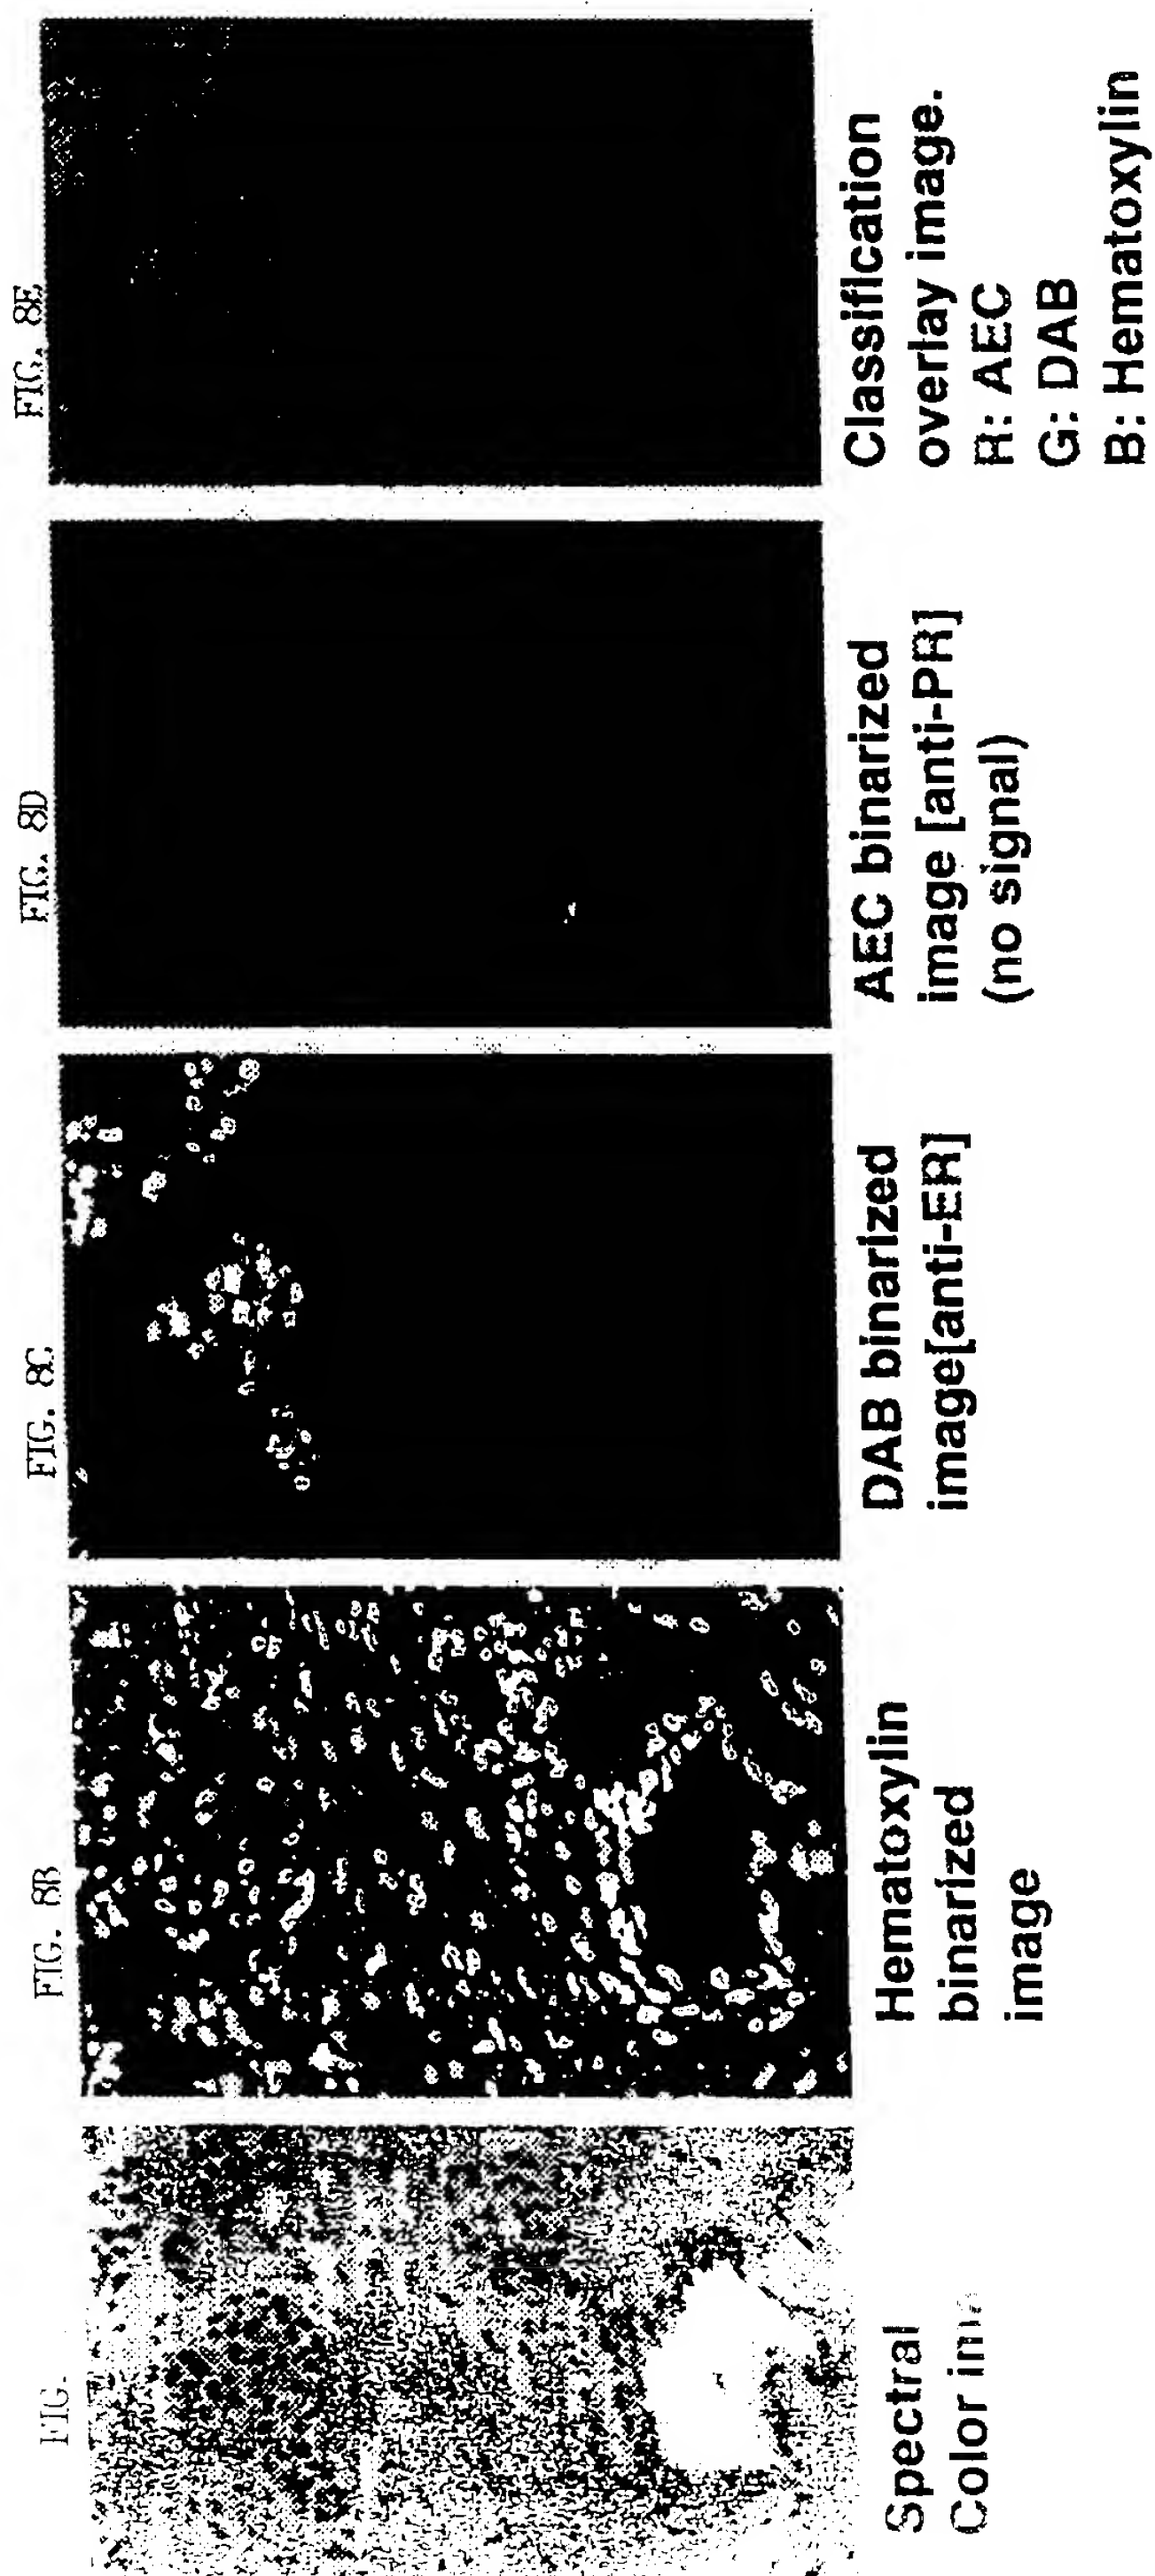 FIG.
Spectral
Color
FIG. 8B
Hematoxylin
binarized
image
FIG. 8C
DAB binarized
image[anti-ER]
FIG. 8D
AEC binarized
image [anti-PR]
(no signal)
FIG. 8E
Classification
overlay image.
R: AEC
G: DAB
B: Hematoxylin